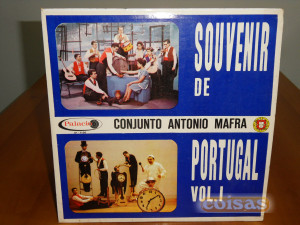 SOUVENIR
DE
Palacio
CONJUNTO ANTONIO MAFRA
PORTUGAL
VOL. I
coisas